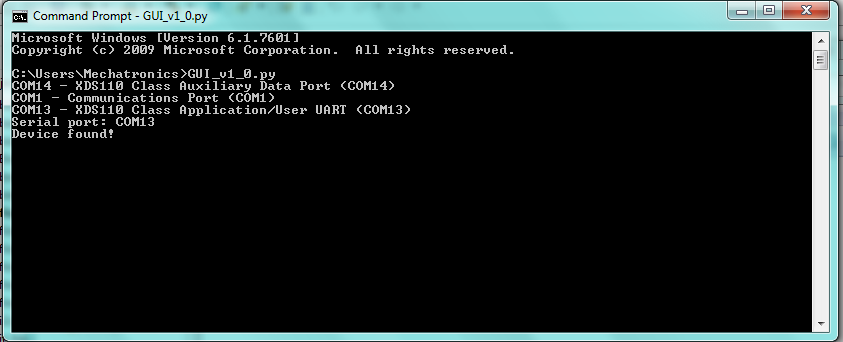 Command Prompt - GUI_v1_0.py
Microsoft Windows [Version 6.1.7601]
Copyright (c) 2009 Microsoft Corporation.  All rights reserved.
C:\Users\Mechatronics>GUI_v1_0.py
COM14 - XDS110 Class Auxiliary Data Port (COM14)
COM1 - Communications Port (COM1)
COM13 - XDS110 Class Application/User UART (COM13)
Serial port: COM13
Device found!